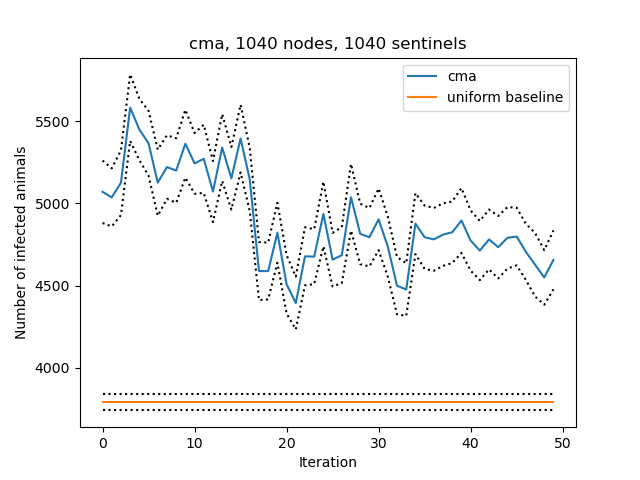 cma, 1040 nodes, 1040 sentinels
cma
uniform baseline
Number of infected animals
5500
5000
4500
4000
0 10 20 30 40 50
Iteration